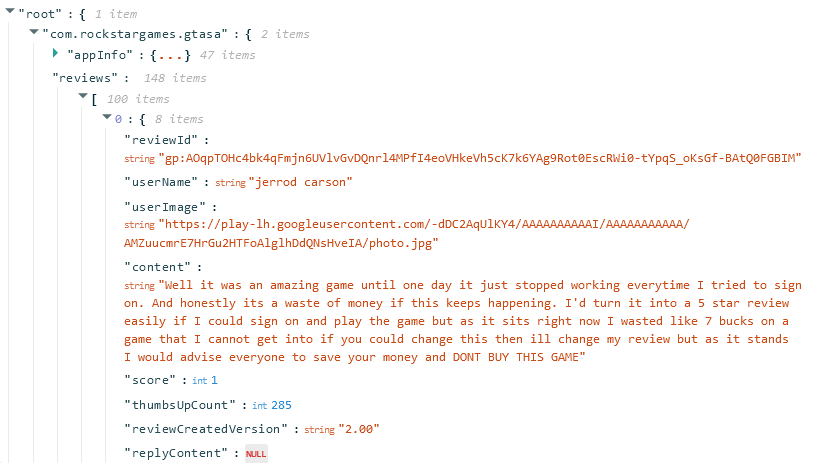 "root" : { 1 item
"com.rockstargames.gtasa" : { 2 items
"appInfo" : {...} 47 items
"reviews" : 148 items
[ 100 items
0 : { 8 items
"reviewId" :
string "gp:AOqpTOHc4bk4qFmjn6UVlvGvDQnrl4MPfI4eoVHkeVh5cK7k6YAg9Rot0EscRWi0-tYpqS_oKsGf-BAtQ0FGBIM"
"userName" : string "jerrod carson"
"userImage" :
string "https://play-lh.googleusercontent.com/-dDC2AqUlKY4/AAAAAAAAAAI/AAAAAAAAAAA/
AMZuucmrE7HrGu2HTFoAlglhDdQNsHveIA/photo.jpg"
"content" :
string "Well it was an amazing game until one day it just stopped working everytime I tried to sign
on. And honestly its a waste of money if this keeps happening. I'd turn it into a 5 star review
easily if I could sign on and play the game but as it sits right now I wasted like 7 bucks on a
game that I cannot get into if you could change this then ill change my review but as it stands
I would advise everyone to save your money and DONT BUY THIS GAME"
"score" : int 1
"thumbsUpCount" : int 285
"reviewCreatedVersion" : string "2.00"
"replyContent" : NULL